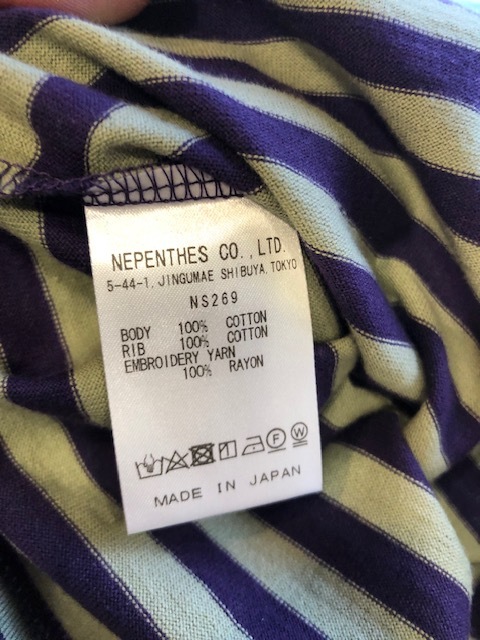 NEPENTHES CO., LTD.
5-44-1, JINGUMAE SHIBUYA, TOKYO
NS269
BODY 100% COTTON
RIB 100% COTTON
EMBROIDERY YARN
100% RAYON
F W
MADE IN JAPAN